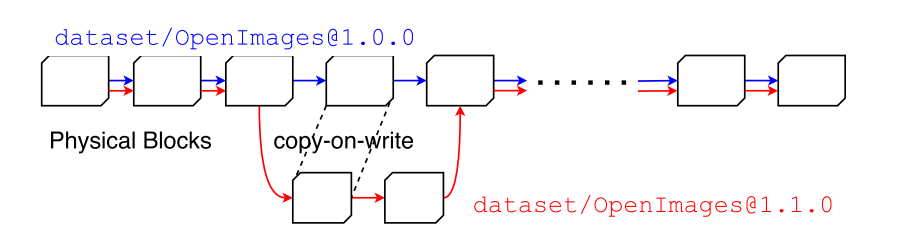 dataset/OpenImages@1.0.0
Physical Blocks
copy-on-write
dataset/OpenImages@1.1.0